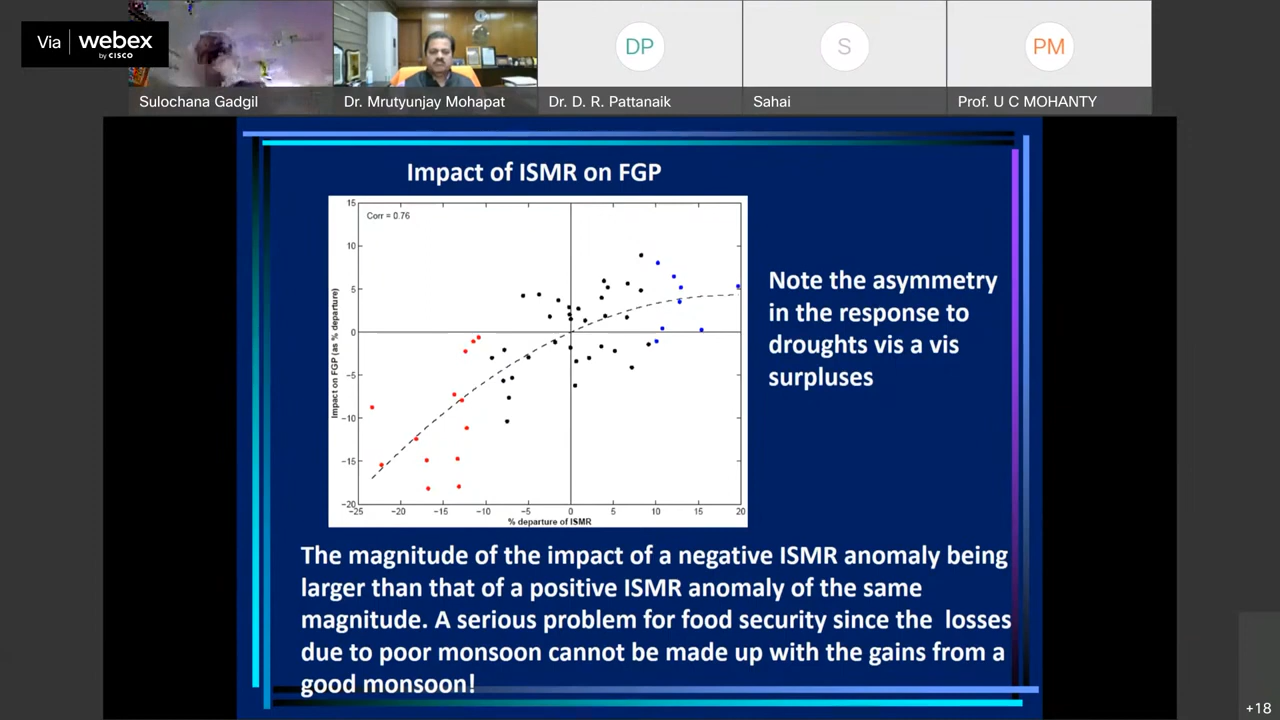 Via webex by CISCO
DP
S
PM
Sulochana Gadgil
Dr. Mrutyunjay Mohapat
Dr. D. R. Pattanaik
Sahai
Prof. U C MOHANTY
Impact of ISMR on FGP
Corr = 0.76
15
10
5
0
−5
−10
−15
−20
Impact on FGP (as % departure)
−25 −20 −15 −10 −5 0 5 10 15 20
% departure of ISMR
Note the asymmetry
in the response to
droughts vis a vis
surpluses
The magnitude of the impact of a negative ISMR anomaly being
larger than that of a positive ISMR anomaly of the same
magnitude. A serious problem for food security since the losses
due to poor monsoon cannot be made up with the gains from a
good monsoon!
+18